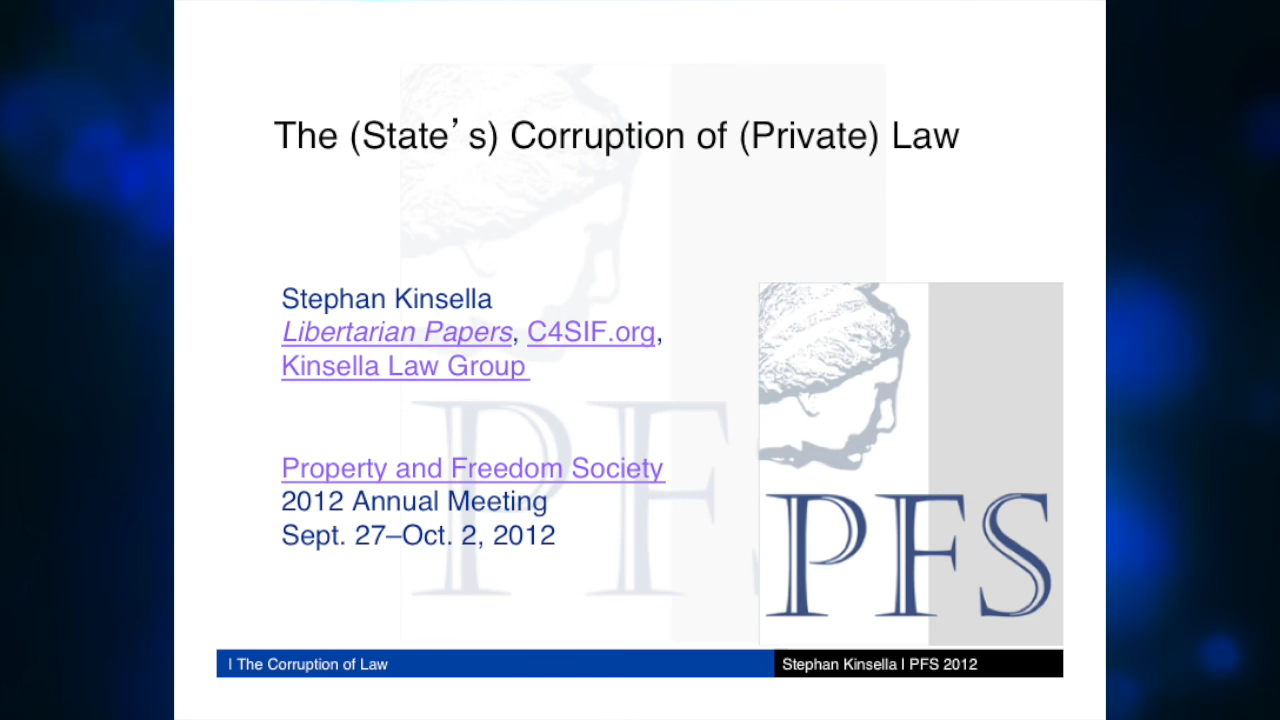 The (State’s) Corruption of (Private) Law
Stephan Kinsella
Libertarian Papers, C4SIF.org,
Kinsella Law Group
Property and Freedom Society
2012 Annual Meeting
Sept. 27–Oct. 2, 2012
PFS
PFS
| The Corruption of Law
Stephan Kinsella | PFS 2012